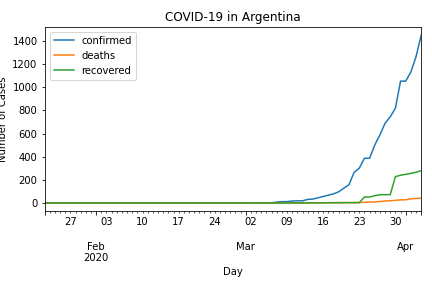 COVID-19 in Argentina
confirmed
deaths
recovered
1400
1200
1000
800
600
400
200
0
Number of Cases
27 03 10 17 24 02 09 16 23 30
Feb Mar Apr
2020
Day